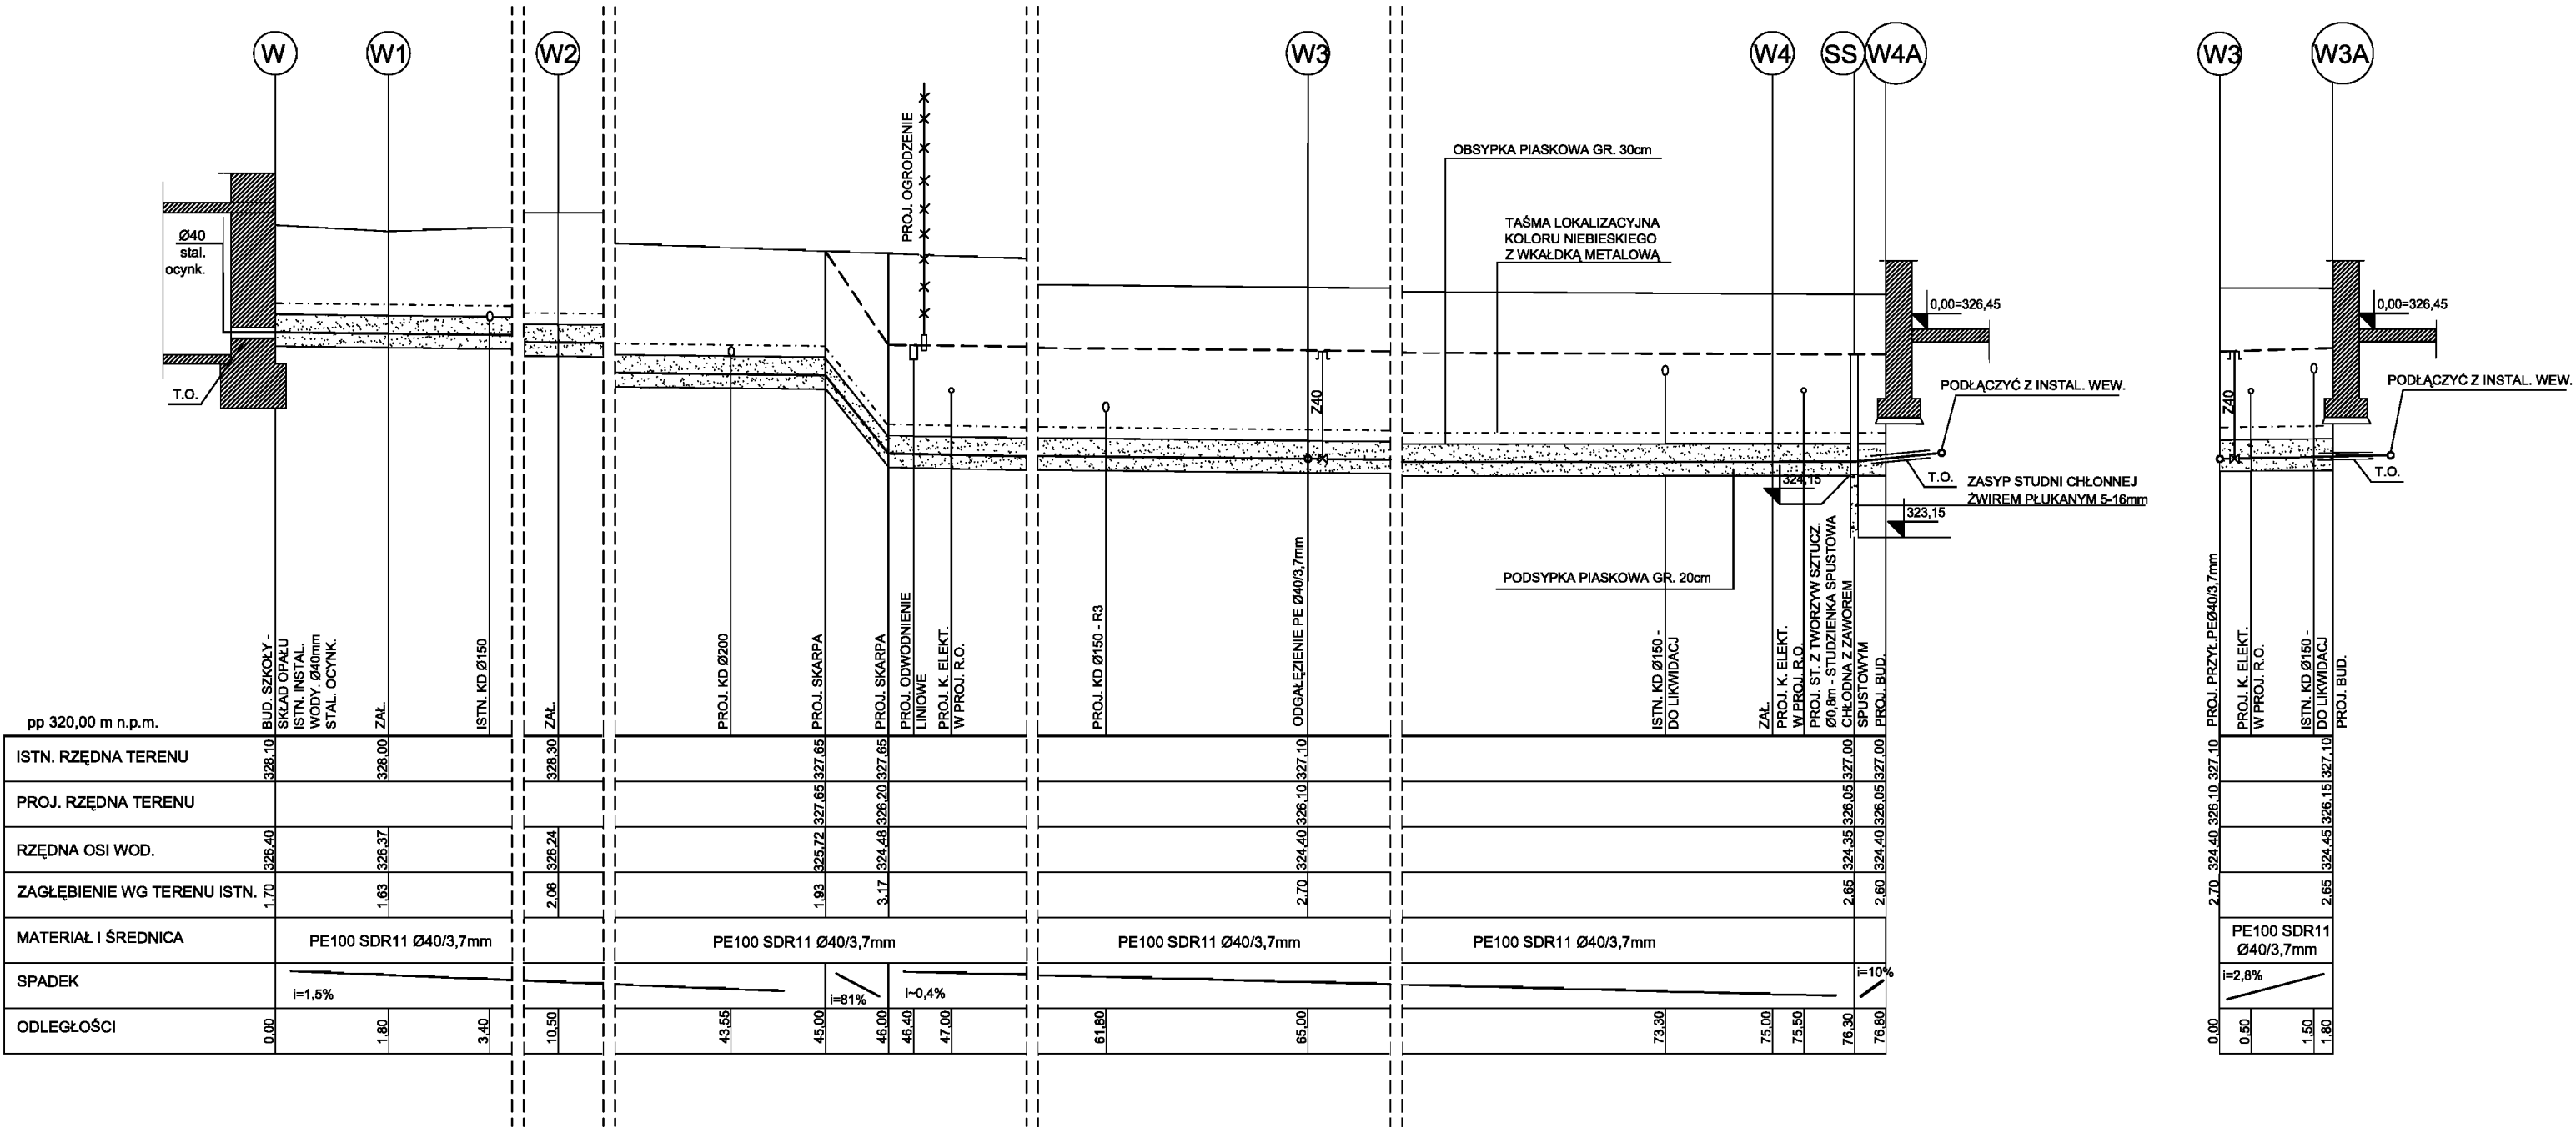 W
W1
W2
W3
W4
SS
W4A
W3
W3A
PROJ. OGRODZENIE
OBSYPKA PIASKOWA GR. 30cm
TAŚMA LOKALIZACYJNA
KOLORU NIEBIESKIEGO
Z WKAŁDKĄ METALOWĄ
Ø40
stal.
ocynk.
T.O.
Z40
0,00=326,45
PODŁĄCZYĆ Z INSTAL. WEW.
T.O.
ZASYP STUDNI CHŁONNEJ
ŻWIREM PŁUKANYM 5-16mm
324,15
323,15
PODSYPKA PIASKOWA GR. 20cm
0,00=326,45
PODŁĄCZYĆ Z INSTAL. WEW.
Z40
T.O.
pp 320,00 m n.p.m.
BUD. SZKOŁY -
SKŁAD OPAŁU
ISTN. INSTAL.
WODY. Ø40mm
STAL. OCYNK.
ZAŁ.
ISTN. KD Ø150
ZAŁ.
PROJ. KD Ø200
PROJ. SKARPA
PROJ. SKARPA
PROJ. ODWODNIENIE
LINIOWE
PROJ. K. ELEKT.
W PROJ. R.O.
PROJ. KD Ø150 - R3
ODGAŁĘZIENIE PE Ø40/3,7mm
ISTN. KD Ø150 -
DO LIKWIDACJ
ZAŁ.
PROJ. K. ELEKT.
W PROJ. R.O.
PROJ. ST. Z TWORZYW SZTUCZ.
Ø0,8m - STUDZIENKA SPUSTOWA
CHŁODNA Z ZAWOREM
SPUSTOWYM
PROJ. BUD.
PROJ. PRZYŁ.PEØ40/3,7mm
PROJ. K. ELEKT.
W PROJ. R.O.
ISTN. KD Ø150 -
DO LIKWIDACJ
PROJ. BUD.
ISTN. RZĘDNA TERENU 328,10 328,00 328,30 327,65 327,65 327,10 327,00 327,00 327,10 327,10
PROJ. RZĘDNA TERENU 327,65 326,20 326,10 326,05 326,05 326,10 326,15
RZĘDNA OSI WOD. 326,40 326,37 326,24 325,72 324,48 324,40 324,35 324,40 324,40 324,45
ZAGŁĘBIENIE WG TERENU ISTN. 1,70 1,63 2,06 1,93 3,17 2,70 2,65 2,60 2,70 2,65
MATERIAŁ I ŚREDNICA PE100 SDR11 Ø40/3,7mm PE100 SDR11 Ø40/3,7mm PE100 SDR11 Ø40/3,7mm PE100 SDR11 Ø40/3,7mm PE100 SDR11
Ø40/3,7mm
SPADEK i=1,5% i=81% i~0,4% i=10% i=2,8%
ODLEGŁOŚCI 0,00 1,80 3,40 10,50 43,55 45,00 46,00 46,40 47,00 61,80 65,00 73,30 75,00 75,50 76,30 76,80 0,00 0,50 1,50 1,80